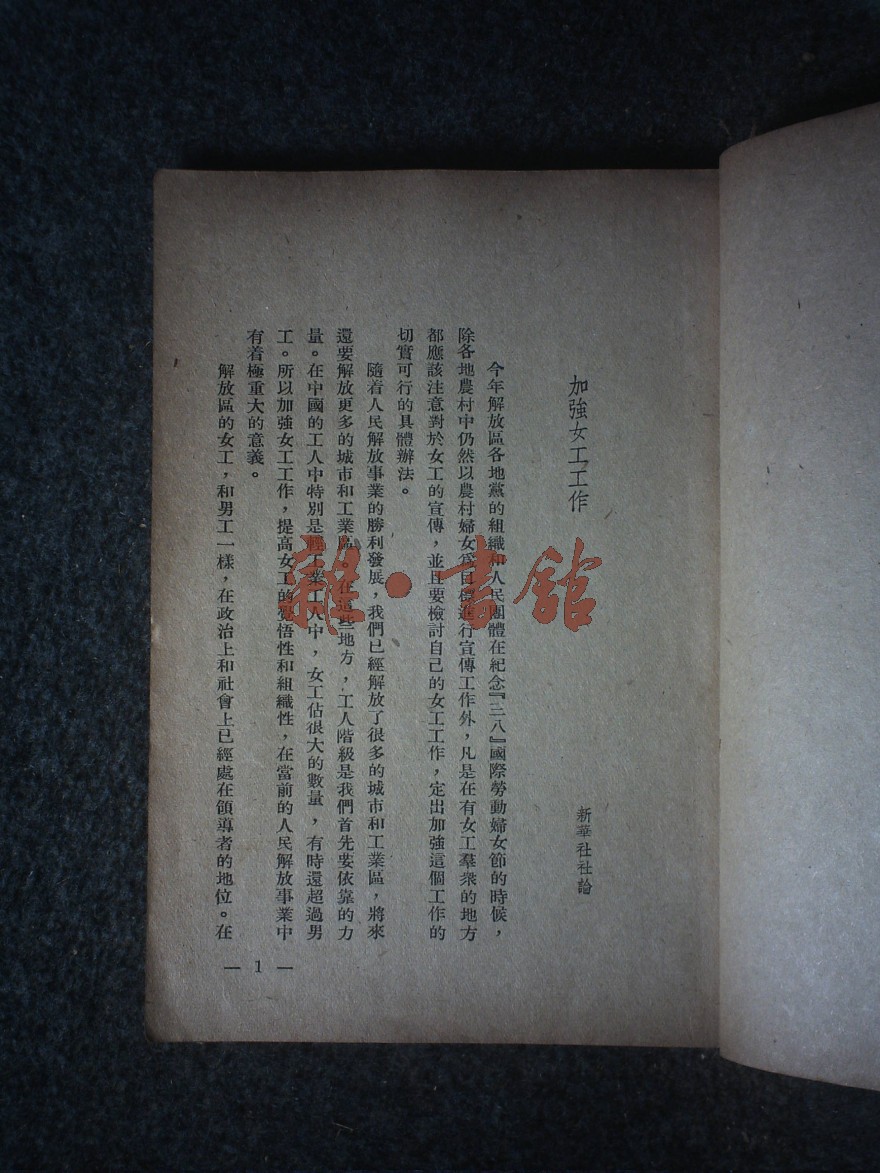 加強女工工作
新華社社論
今年解放區各地黨的組織和人民團體在紀念『三八』國際勞動婦女節的時候，
除各地農村中仍然以農村婦女爲目標進行宣傳工作外，凡是在有女工羣衆的地方
都應該注意對於女工的宣傳，並且要檢討自己的女工工作，定出加強這個工作的
切實可行的具體辦法。
隨着人民解放事業的勝利發展，我們已經解放了很多的城市和工業區，將來
還要解放更多的城市和工業區。在這些地方，工人階級是我們首先要依靠的力
量。在中國的工人中特別是輕工業工人中，女工佔很大的數量，有時還超過男
工。所以加強女工工作，提高女工的覺悟性和組織性，在當前的人民解放事業中
有着極重大的意義。
解放區的女工，和男工一樣，在政治上和社會上已經處在領導者的地位。在
— 1 —
雜·書館